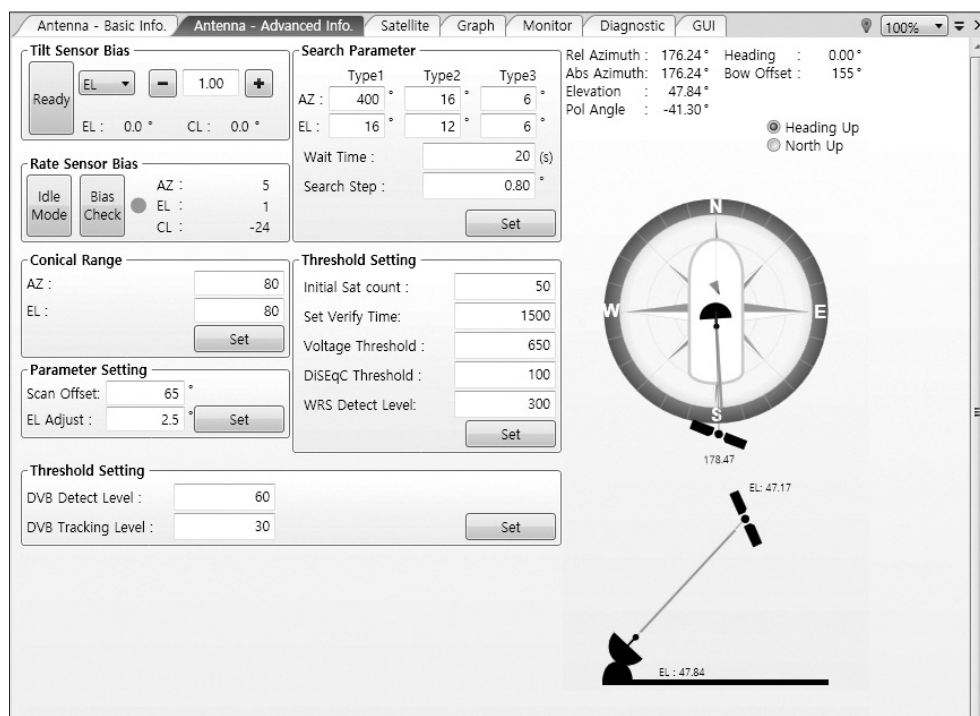 Antenna - Basic Info. Antenna - Advanced Info. Satellite Graph Monitor Diagnostic GUI 100%
Tilt Sensor Bias
Ready EL 1.00
EL : 0.0 ° CL : 0.0 °
Rate Sensor Bias
Idle Mode Bias Check
AZ : 5
EL : 1
CL : -24
Conical Range
AZ : 80
EL : 80
Set
Parameter Setting
Scan Offset: 65 °
EL Adjust : 2.5 ° Set
Search Parameter
Type1 Type2 Type3
AZ : 400 ° 16 ° 6 °
EL : 16 ° 12 ° 6 °
Wait Time : 20 (s)
Search Step : 0.80 °
Set
Threshold Setting
Initial Sat count : 50
Set Verify Time: 1500
Voltage Threshold : 650
DiSEqC Threshold : 100
WRS Detect Level: 300
Set
Threshold Setting
DVB Detect Level : 60
DVB Tracking Level : 30
Set
Rel Azimuth : 176.24° Heading : 0.00°
Abs Azimuth: 176.24° Bow Offset : 155°
Elevation : 47.84°
Pol Angle : -41.30°
Heading Up
North Up
N
W E
S
178.47
EL: 47.17
EL : 47.84